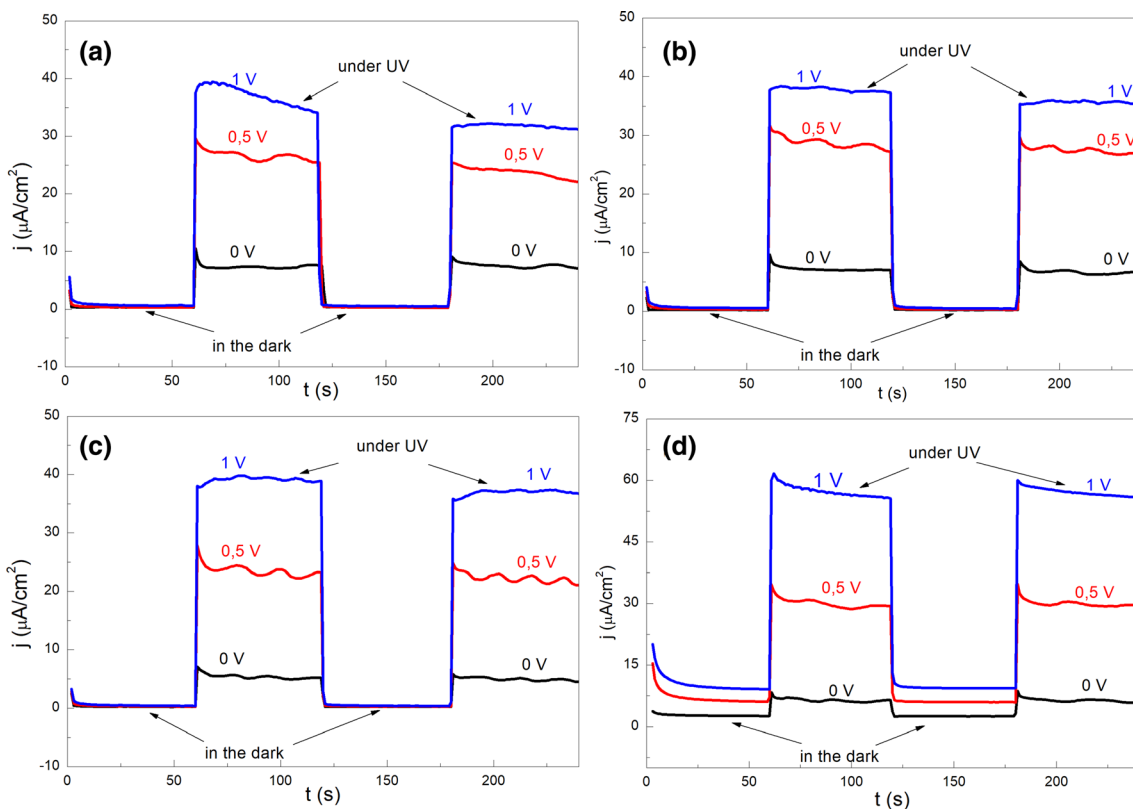 (a)
50
40
30
20
10
0
-10
j (μA/cm²)
1 V
under UV
1 V
0,5 V
0,5 V
0 V
0 V
in the dark
0
50
100
150
200
t (s)
(b)
50
40
30
20
10
0
-10
j (μA/cm²)
1 V
under UV
1 V
0,5 V
0,5 V
0 V
0 V
in the dark
0
50
100
150
200
t (s)
(c)
50
40
30
20
10
0
-10
j (μA/cm²)
1 V
under UV
1 V
0,5 V
0,5 V
0 V
0 V
in the dark
0
50
100
150
200
t (s)
(d)
75
60
45
30
15
0
j (μA/cm²)
1 V
under UV
1 V
0,5 V
0,5 V
0 V
0 V
in the dark
0
50
100
150
200
t (s)